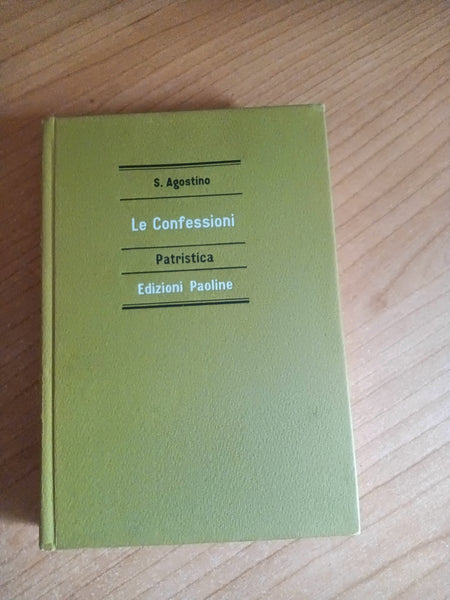 S. Agostino
Le Confessioni
Patristica
Edizioni Paoline